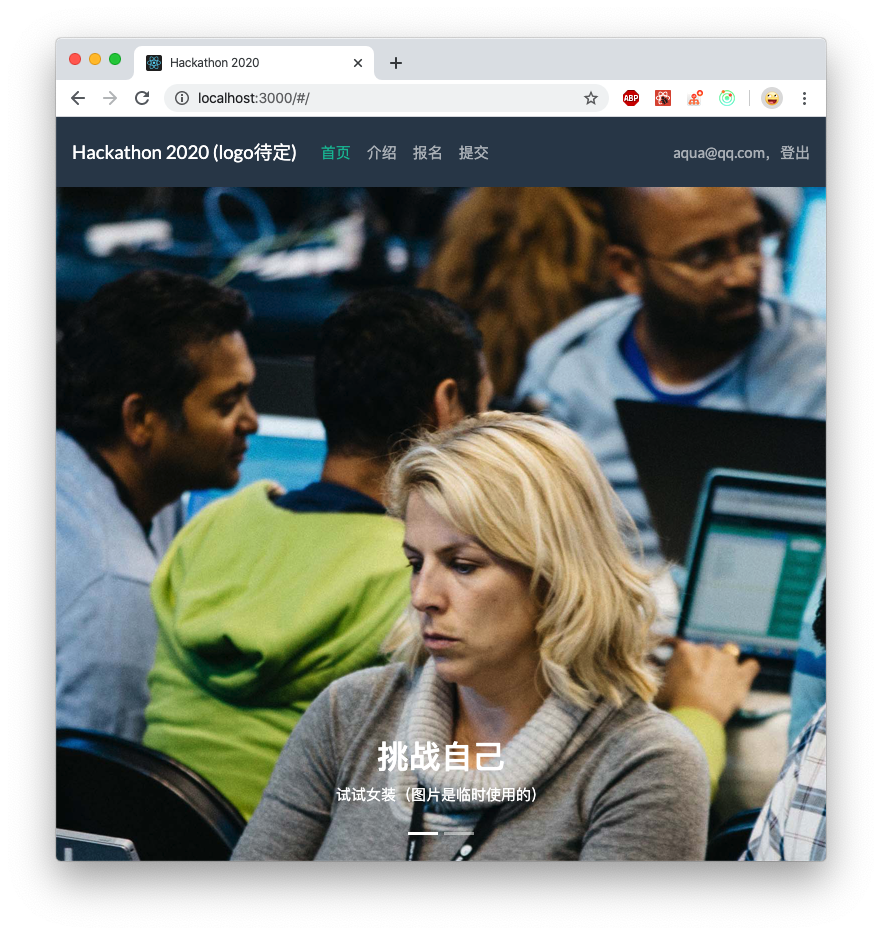 Hackathon 2020
localhost:3000/#/
ABP
Hackathon 2020 (logo待定) 首页 介绍 报名 提交 aqua@qq.com, 登出
挑战自己
试试女装（图片是临时使用的）